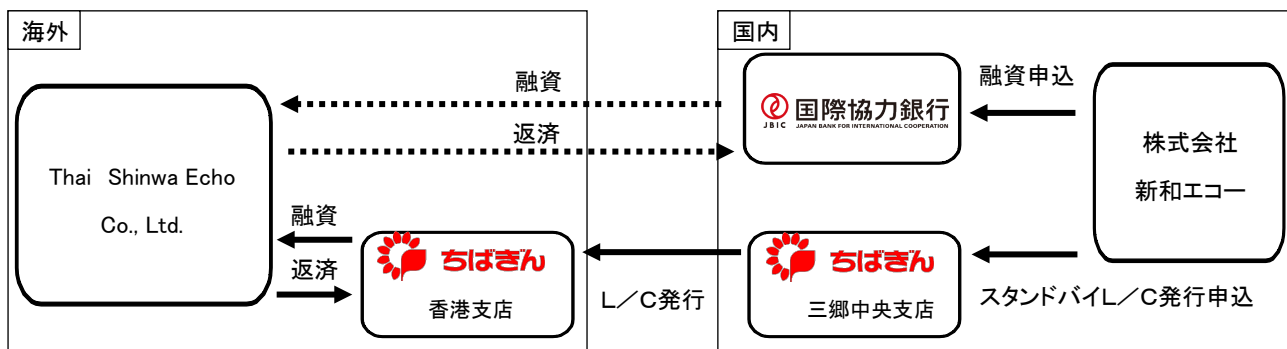 海外
国内
融資
返済
Thai Shinwa Echo
Co., Ltd.
融資
返済
ちばぎん
香港支店
L/C発行
JBIC
国際協力銀行
JAPAN BANK FOR INTERNATIONAL COOPERATION
融資申込
株式会社
新和エコー
ちばぎん
三郷中央支店
スタンドバイL/C発行申込